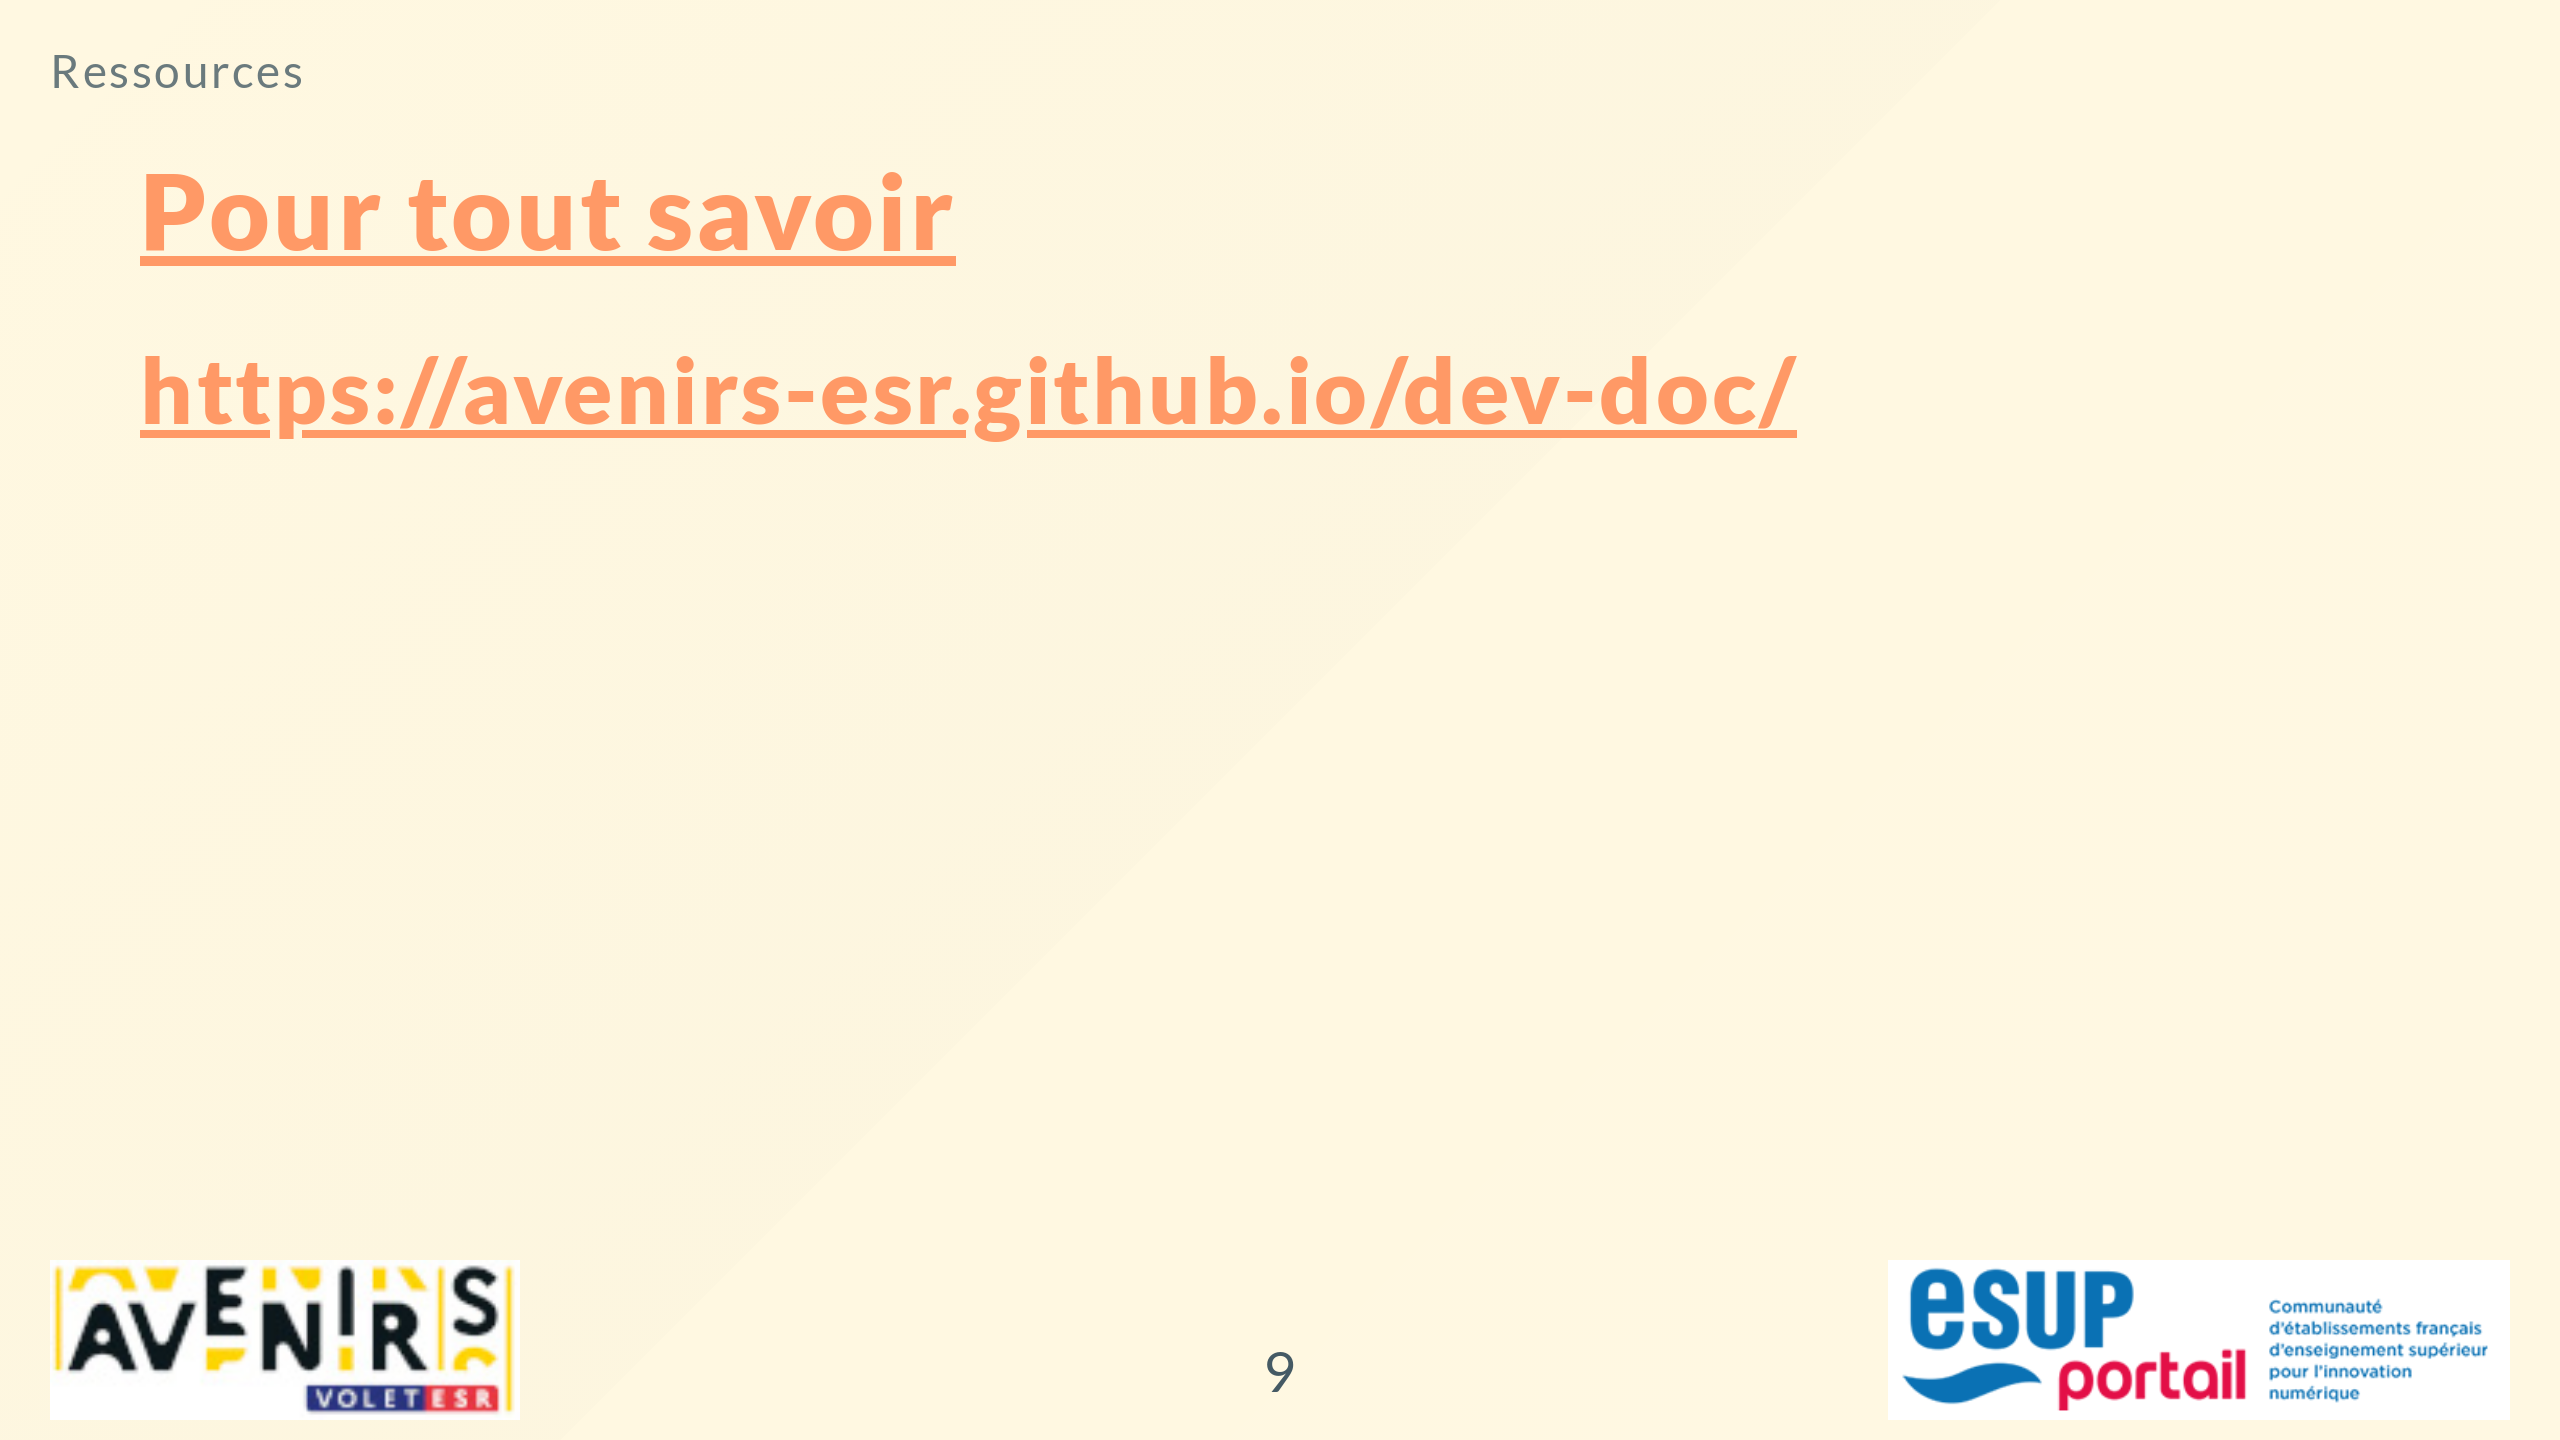 Ressources
Pour tout savoir
https://avenirs-esr.github.io/dev-doc/
AVENIRS
VOLET ESR
esup
portail
Communauté
d'établissements français
d'enseignement supérieur
pour l'innovation
numérique
9